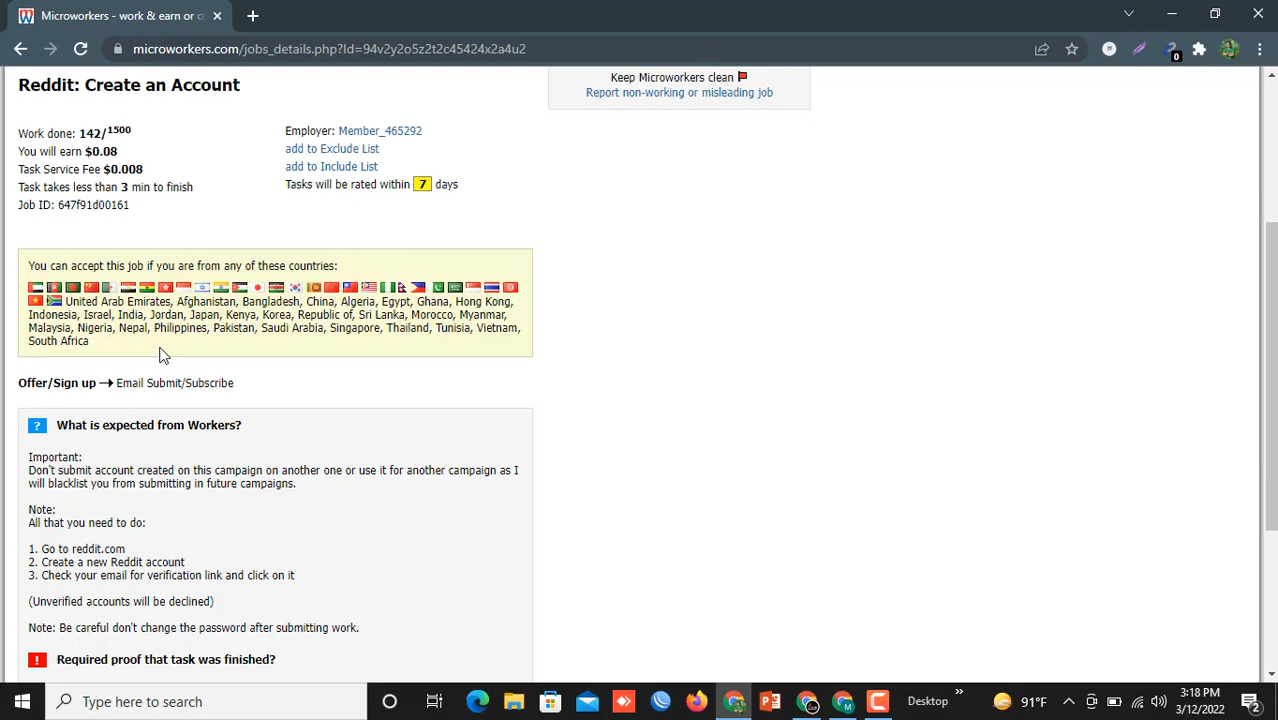 Microworkers - work & earn or o
microworkers.com/jobs_details.php?Id=94v2y2o5z2t2c45424x2a4u2
0
Reddit: Create an Account
Keep Microworkers clean
Report non-working or misleading job
Work done: 142/1500
You will earn $0.08
Task Service Fee $0.008
Task takes less than 3 min to finish
Job ID: 647f91d00161
Employer: Member_465292
add to Exclude List
add to Include List
Tasks will be rated within 7 days
You can accept this job if you are from any of these countries:
United Arab Emirates, Afghanistan, Bangladesh, China, Algeria, Egypt, Ghana, Hong Kong,
Indonesia, Israel, India, Jordan, Japan, Kenya, Korea, Republic of, Sri Lanka, Morocco, Myanmar,
Malaysia, Nigeria, Nepal, Philippines, Pakistan, Saudi Arabia, Singapore, Thailand, Tunisia, Vietnam,
South Africa
Offer/Sign up → Email Submit/Subscribe
? What is expected from Workers?
Important:
Don't submit account created on this campaign on another one or use it for another campaign as I
will blacklist you from submitting in future campaigns.
Note:
All that you need to do:
1. Go to reddit.com
2. Create a new Reddit account
3. Check your email for verification link and click on it
(Unverified accounts will be declined)
Note: Be careful don't change the password after submitting work.
! Required proof that task was finished?
Type here to search
Desktop
91°F
3:18 PM
3/12/2022
2